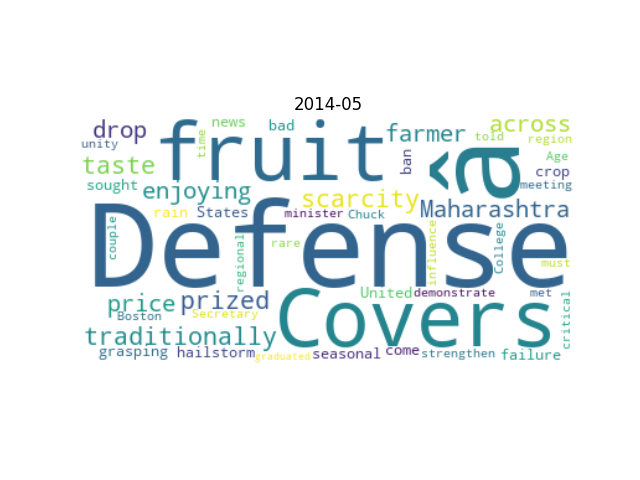 2014-05
drop
news
bad
fruit
farmer
across
unity
time
told
region
taste
ban
â
Age
crop
sought
enjoying
scarcity
meeting
rain
States
minister
Chuck
Maharashtra
couple
Defense
regional
rare
influence
College
must
price
prized
United
demonstrate
met
Boston
Secretary
Covers
critical
traditionally
grasping
hailstorm
graduated
seasonal
come
strengthen
failure